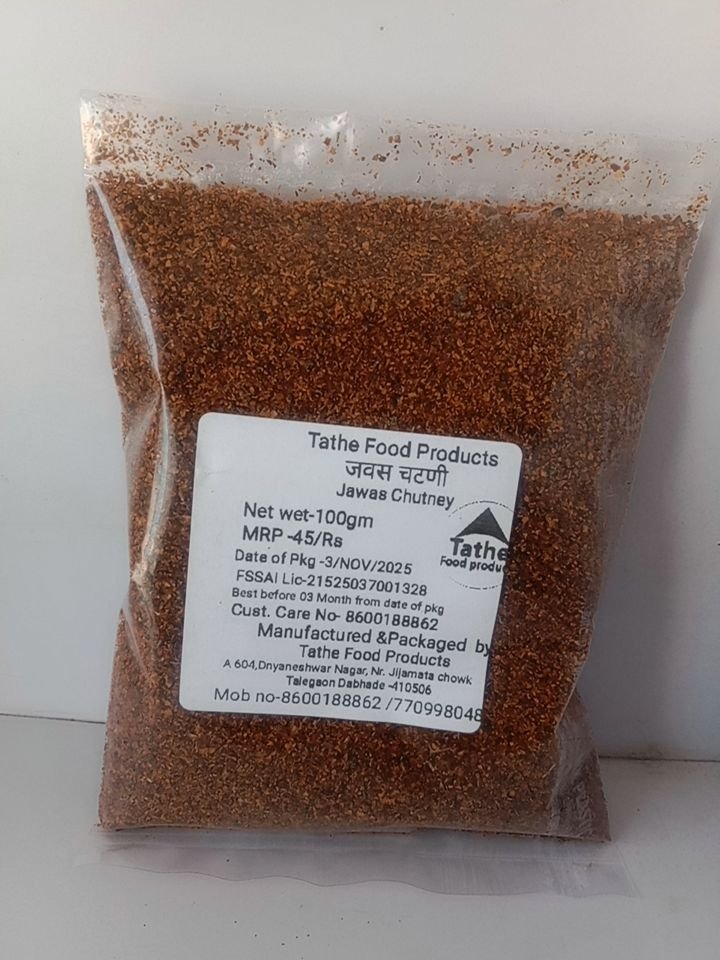 Tathe Food Products
जवस चटणी
Jawas Chutney
Net wet-100gm
MRP -45/Rs
Tathe
Food produ
Date of Pkg -3/NOV/2025
FSSAI Lic-21525037001328
Best before 03 Month from date of pkg
Cust. Care No- 8600188862
Manufactured &Packaged by
Tathe Food Products
A 604,Dnyaneshwar Nagar, Nr. Jijamata chowk
Talegaon Dabhade -410506
Mob no-8600188862 /770998048